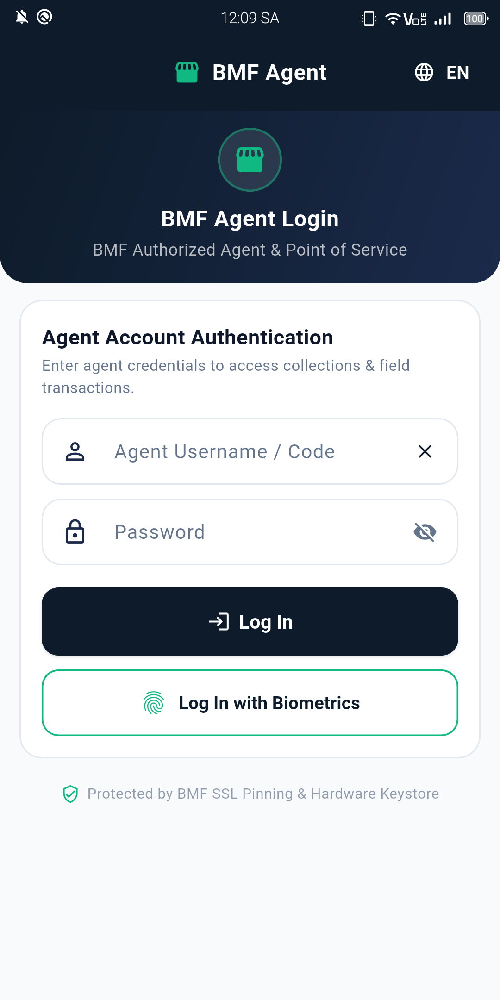 12:09 SA
100
BMF Agent
EN
BMF Agent Login
BMF Authorized Agent & Point of Service
Agent Account Authentication
Enter agent credentials to access collections & field
transactions.
Agent Username / Code
Password
Log In
Log In with Biometrics
Protected by BMF SSL Pinning & Hardware Keystore